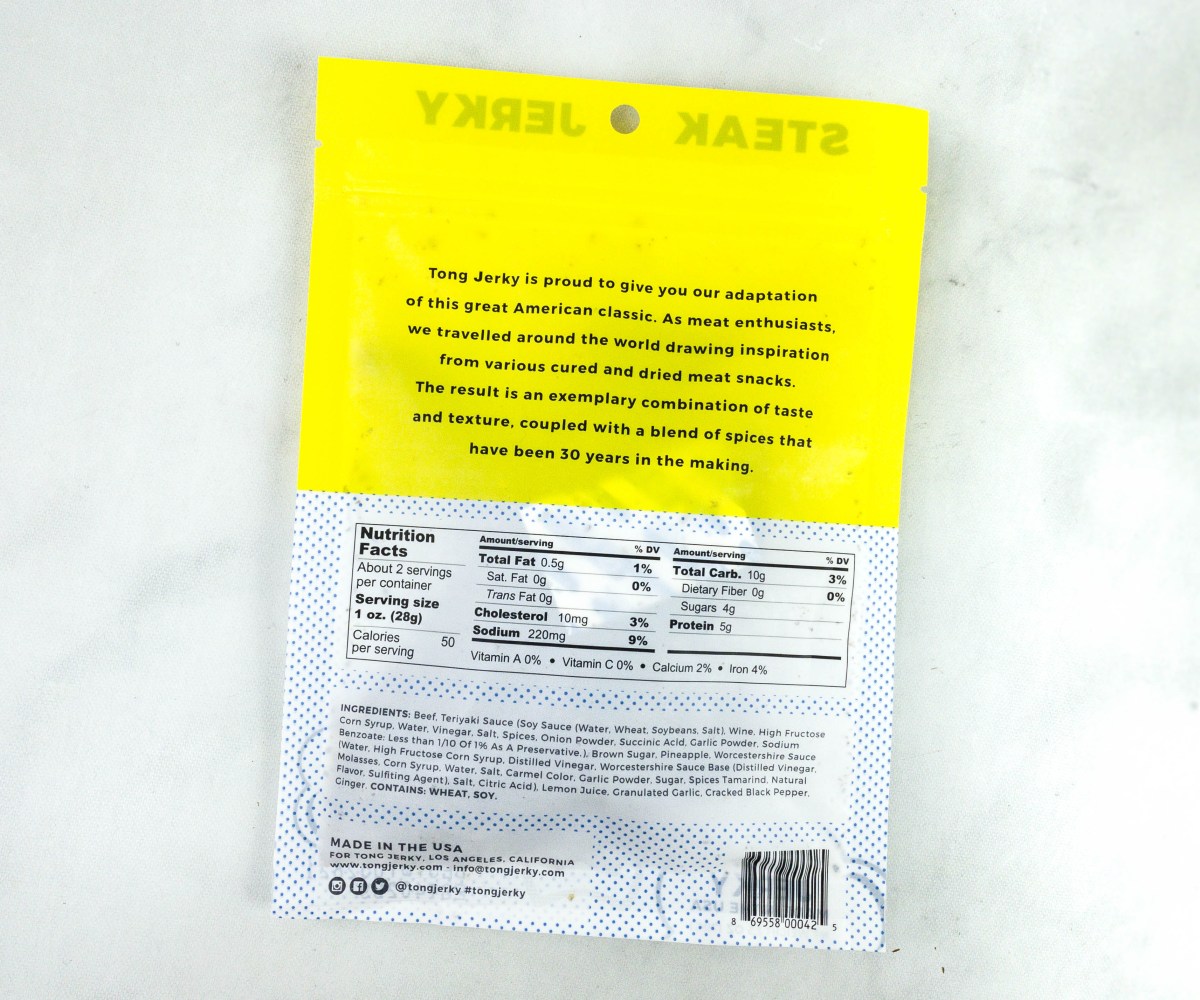 STEAK JERKY
Tong Jerky is proud to give you our adaptation
of this great American classic. As meat enthusiasts,
we travelled around the world drawing inspiration
from various cured and dried meat snacks.
The result is an exemplary combination of taste
and texture, coupled with a blend of spices that
have been 30 years in the making.
Nutrition
Facts
About 2 servings
per container
Serving size
1 oz. (28g)
Calories 50
per serving
Amount/serving % DV
Total Fat 0.5g 1%
Sat. Fat 0g 0%
Trans Fat 0g
Cholesterol 10mg 3%
Sodium 220mg 9%
Amount/serving % DV
Total Carb. 10g 3%
Dietary Fiber 0g 0%
Sugars 4g
Protein 5g
Vitamin A 0% • Vitamin C 0% • Calcium 2% • Iron 4%
INGREDIENTS: Beef, Teriyaki Sauce (Soy Sauce (Water, Wheat, Soybeans, Salt), Wine, High Fructose
Corn Syrup, Water, Vinegar, Salt, Spices, Onion Powder, Succinic Acid, Garlic Powder, Sodium
Benzoate: Less than 1/10 Of 1% As A Preservative.), Brown Sugar, Pineapple, Worcestershire Sauce
(Water, High Fructose Corn Syrup, Distilled Vinegar, Worcestershire Sauce Base (Distilled Vinegar,
Molasses, Corn Syrup, Water, Salt, Carmel Color, Garlic Powder, Sugar, Spices Tamarind, Natural
Flavor, Sulfiting Agent), Salt, Citric Acid), Lemon Juice, Granulated Garlic, Cracked Black Pepper,
Ginger. CONTAINS: WHEAT, SOY.
MADE IN THE USA
FOR TONG JERKY, LOS ANGELES, CALIFORNIA
www.tongjerky.com - info@tongjerky.com
@tongjerky #tongjerky
8 69558 00042 5